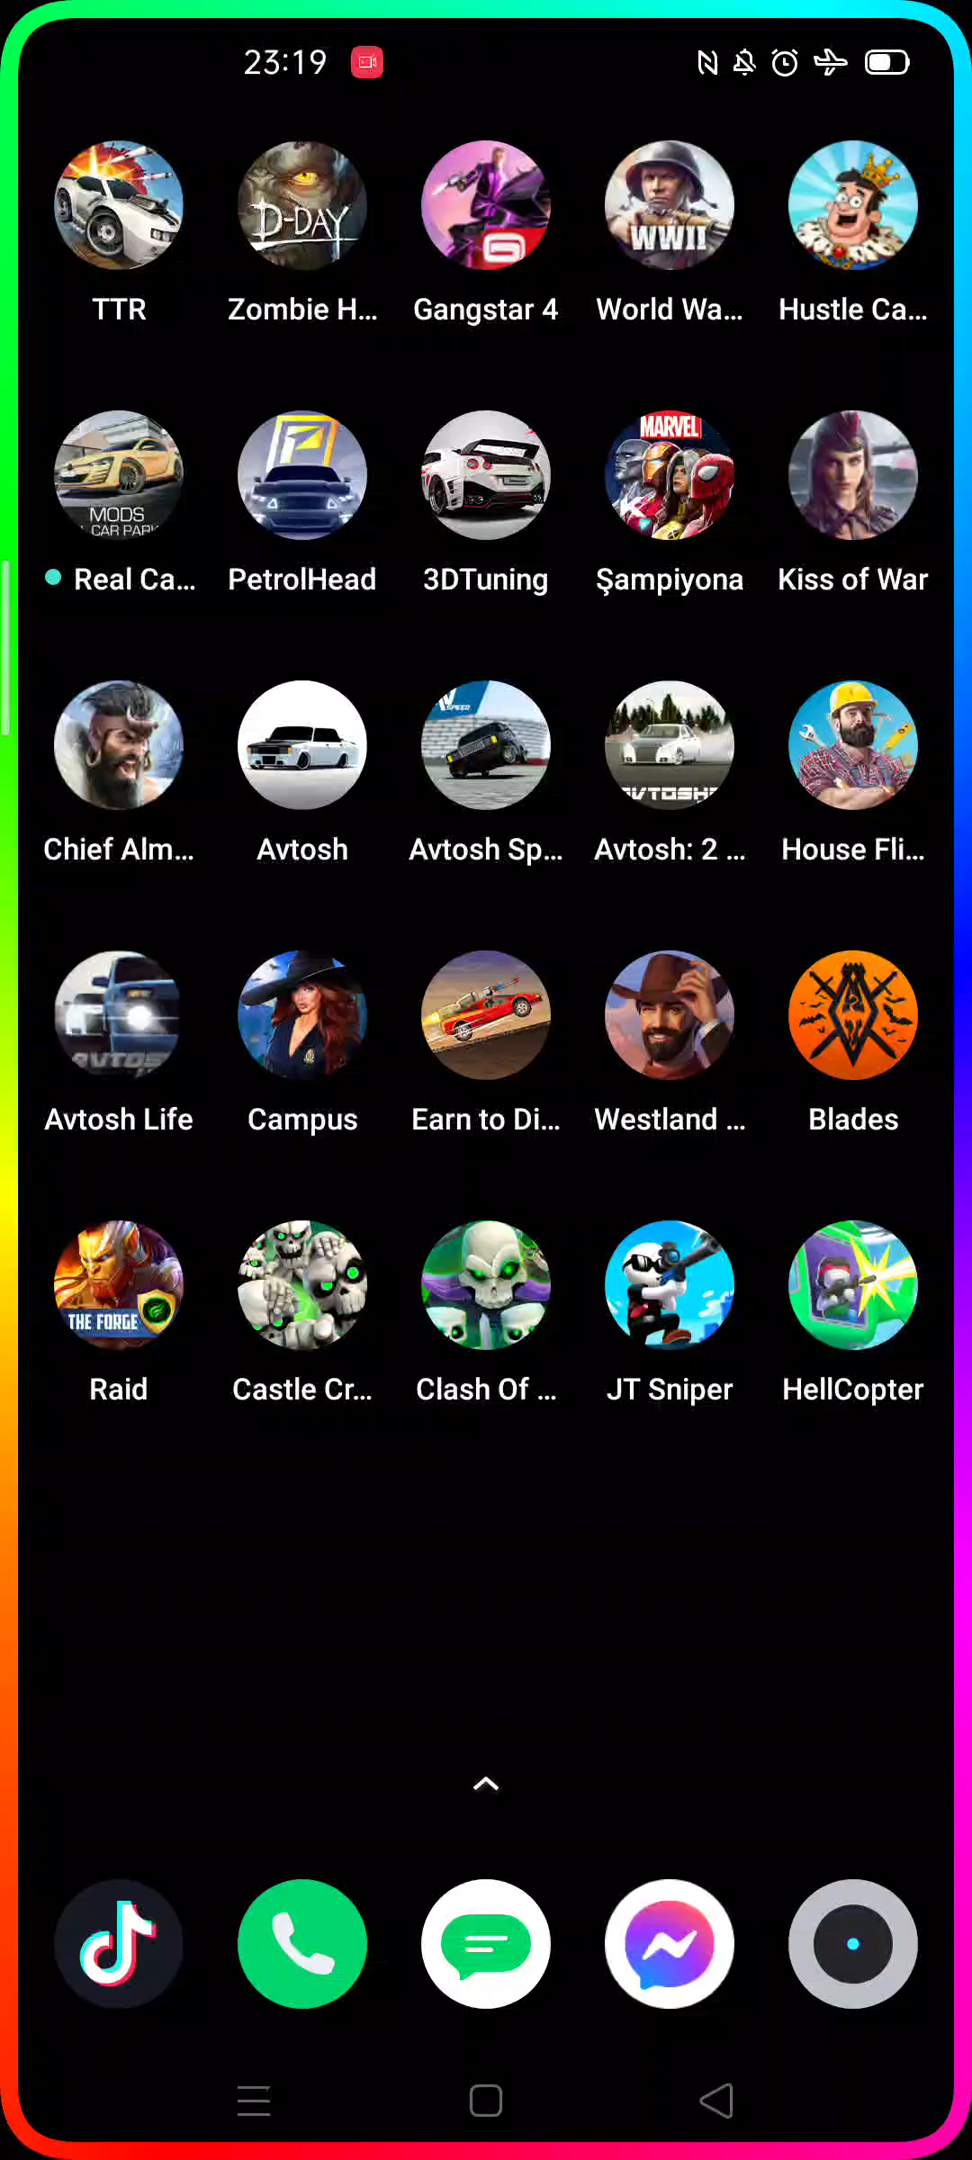 23:19
D-DAY
WWII
TTR
Zombie H...
Gangstar 4
World Wa...
Hustle Ca...
MARVEL
MODS
CAR PARK
Real Ca...
PetrolHead
3DTuning
Şampiyona
Kiss of War
SPEED
Chief Alm...
Avtosh
Avtosh Sp...
Avtosh: 2 ...
House Fli...
Avtosh Life
Campus
Earn to Di...
Westland ...
Blades
THE FORGE
Raid
Castle Cr...
Clash Of ...
JT Sniper
HellCopter